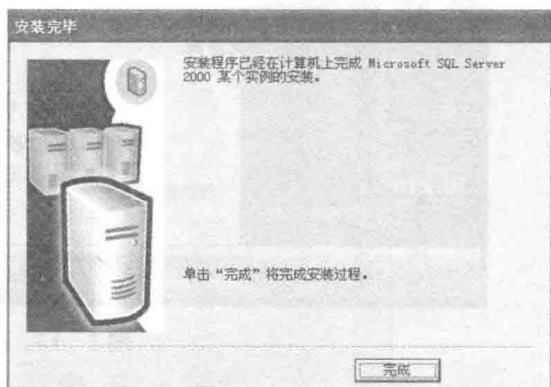 安装完毕
安装程序已经在计算机上完成 Microsoft SQL Server
2000 某个实例的安装。
单击“完成”将完成安装过程。
完成